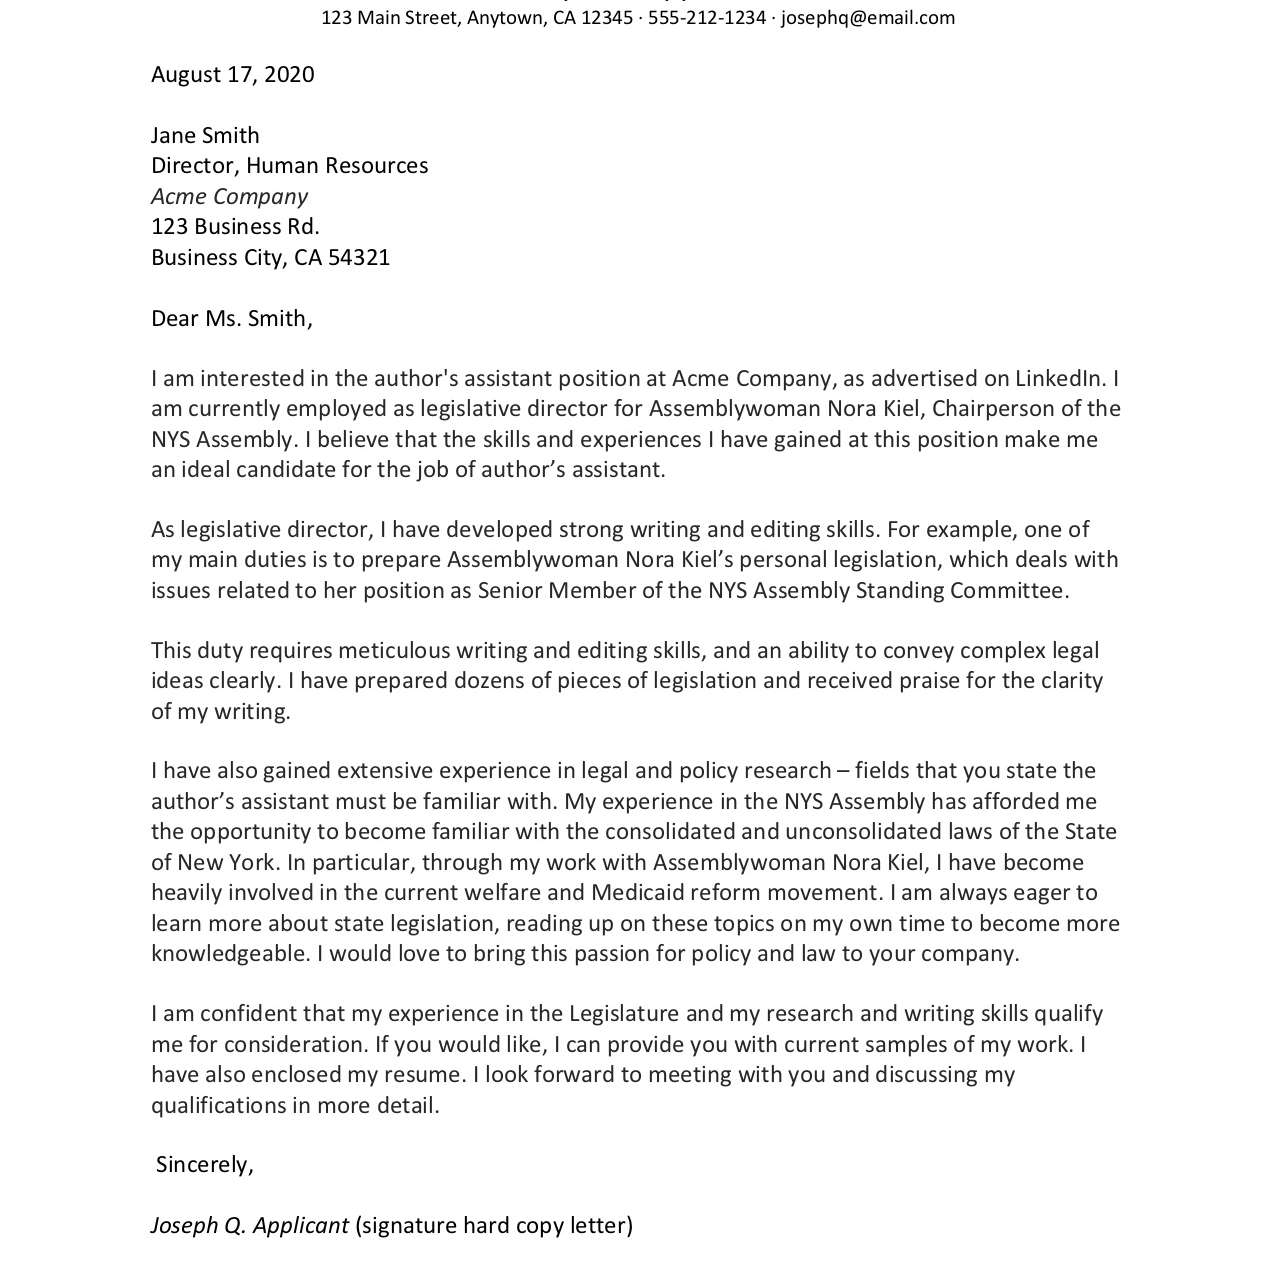 123 Main Street, Anytown, CA 12345 · 555-212-1234 · josephq@email.com
August 17, 2020
Jane Smith
Director, Human Resources
Acme Company
123 Business Rd.
Business City, CA 54321
Dear Ms. Smith,
I am interested in the author's assistant position at Acme Company, as advertised on LinkedIn. I
am currently employed as legislative director for Assemblywoman Nora Kiel, Chairperson of the
NYS Assembly. I believe that the skills and experiences I have gained at this position make me
an ideal candidate for the job of author’s assistant.
As legislative director, I have developed strong writing and editing skills. For example, one of
my main duties is to prepare Assemblywoman Nora Kiel’s personal legislation, which deals with
issues related to her position as Senior Member of the NYS Assembly Standing Committee.
This duty requires meticulous writing and editing skills, and an ability to convey complex legal
ideas clearly. I have prepared dozens of pieces of legislation and received praise for the clarity
of my writing.
I have also gained extensive experience in legal and policy research – fields that you state the
author’s assistant must be familiar with. My experience in the NYS Assembly has afforded me
the opportunity to become familiar with the consolidated and unconsolidated laws of the State
of New York. In particular, through my work with Assemblywoman Nora Kiel, I have become
heavily involved in the current welfare and Medicaid reform movement. I am always eager to
learn more about state legislation, reading up on these topics on my own time to become more
knowledgeable. I would love to bring this passion for policy and law to your company.
I am confident that my experience in the Legislature and my research and writing skills qualify
me for consideration. If you would like, I can provide you with current samples of my work. I
have also enclosed my resume. I look forward to meeting with you and discussing my
qualifications in more detail.
Sincerely,
Joseph Q. Applicant (signature hard copy letter)